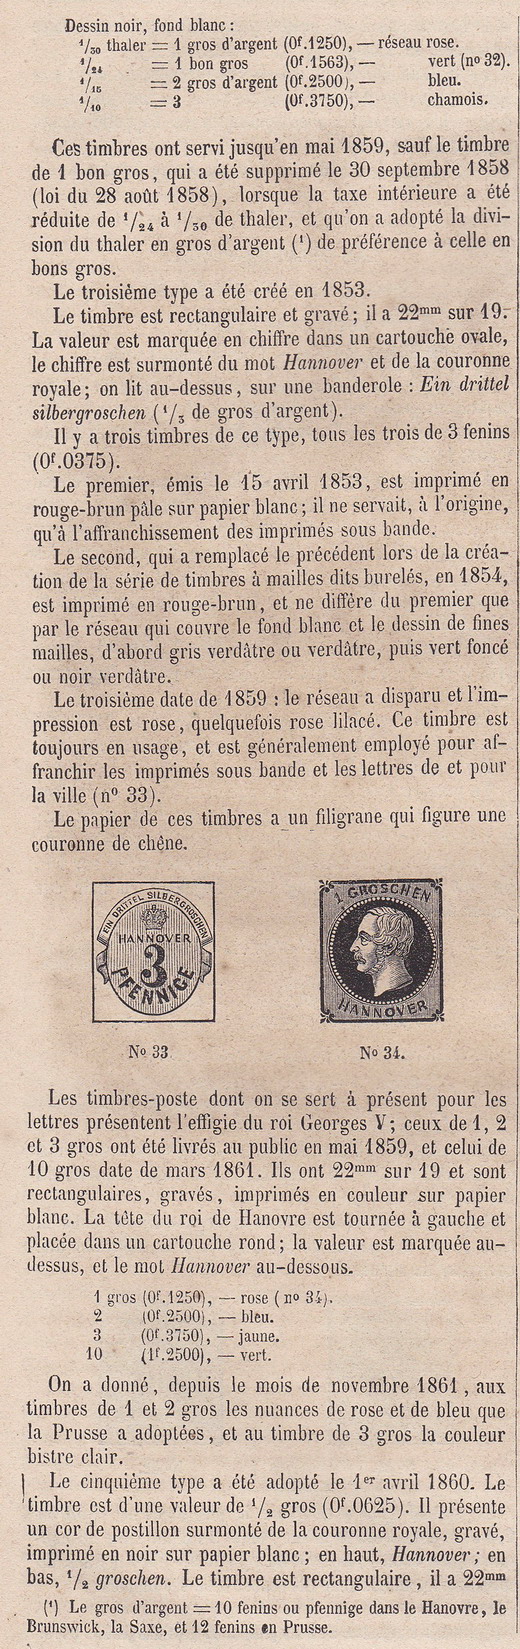 Dessin noir, fond blanc :
1/30 thaler = 1 gros d'argent (0f.1250), — réseau rose.
1/24 = 1 bon gros (0f.1563), — vert (no 32).
1/15 = 2 gros d'argent (0f.2500), — bleu.
1/10 = 3 (0f.3750), — chamois.
Ces timbres ont servi jusqu'en mai 1859, sauf le timbre
de 1 bon gros, qui a été supprimé le 30 septembre 1858
(loi du 28 août 1858), lorsque la taxe intérieure a été
réduite de 1/24 à 1/30 de thaler, et qu'on a adopté la divi-
sion du thaler en gros d'argent (1) de préférence à celle en
bons gros.
Le troisième type a été créé en 1853.
Le timbre est rectangulaire et gravé; il a 22mm sur 19.
La valeur est marquée en chiffre dans un cartouche ovale,
le chiffre est surmonté du mot Hannover et de la couronne
royale; on lit au-dessus, sur une banderole : Ein drittel
silbergroschen (1/3 de gros d'argent).
Il y a trois timbres de ce type, tous les trois de 3 fenins
(0f.0375).
Le premier, émis le 15 avril 1853, est imprimé en
rouge-brun pâle sur papier blanc; il ne servait, à l'origine,
qu'à l'affranchissement des imprimés sous bande.
Le second, qui a remplacé le précédent lors de la créa-
tion de la série de timbres à mailles dits burelés, en 1854,
est imprimé en rouge-brun, et ne diffère du premier que
par le réseau qui couvre le fond blanc et le dessin de fines
mailles, d'abord gris verdâtre ou verdâtre, puis vert foncé
ou noir verdâtre.
Le troisième date de 1859 : le réseau a disparu et l'im-
pression est rose, quelquefois rose lilacé. Ce timbre est
toujours en usage, et est généralement employé pour af-
franchir les imprimés sous bande et les lettres de et pour
la ville (no 33).
Le papier de ces timbres a un filigrane qui figure une
couronne de chêne.
EIN DRITTEL SILBERGROSCHEN
HANNOVER
3
PFENNIGE
No 33
1 GROSCHEN
HANNOVER
No 34.
Les timbres-poste dont on se sert à présent pour les
lettres présentent l'effigie du roi Georges V; ceux de 1, 2
et 3 gros ont été livrés au public en mai 1859, et celui de
10 gros date de mars 1861. Ils ont 22mm sur 19 et sont
rectangulaires, gravés, imprimés en couleur sur papier
blanc. La tête du roi de Hanovre est tournée à gauche et
placée dans un cartouche rond; la valeur est marquée au-
dessus, et le mot Hannover au-dessous.
1 gros (0f.1250), — rose (no 34).
2 (0f.2500), — bleu.
3 (0f.3750), — jaune.
10 (1f.2500), — vert.
On a donné, depuis le mois de novembre 1861, aux
timbres de 1 et 2 gros les nuances de rose et de bleu que
la Prusse a adoptées, et au timbre de 3 gros la couleur
bistre clair.
Le cinquième type a été adopté le 1er avril 1860. Le
timbre est d'une valeur de 1/2 gros (0f.0625). Il présente
un cor de postillon surmonté de la couronne royale, gravé,
imprimé en noir sur papier blanc; en haut, Hannover; en
bas, 1/2 groschen. Le timbre est rectangulaire, il a 22mm
(1) Le gros d'argent = 10 fenins ou pfennige dans le Hanovre, le
Brunswick, la Saxe, et 12 fenins en Prusse.